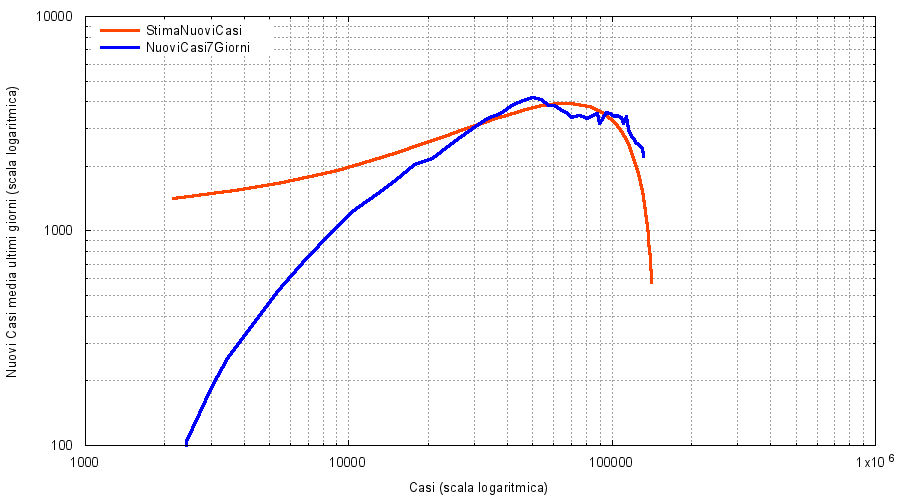 10000
StimaNuoviCasi
NuoviCasi7Giorni
Nuovi Casi media ultimi giorni (scala logaritmica)
1000
100
1000
10000
100000
1x10 6
Casi (scala logaritmica)